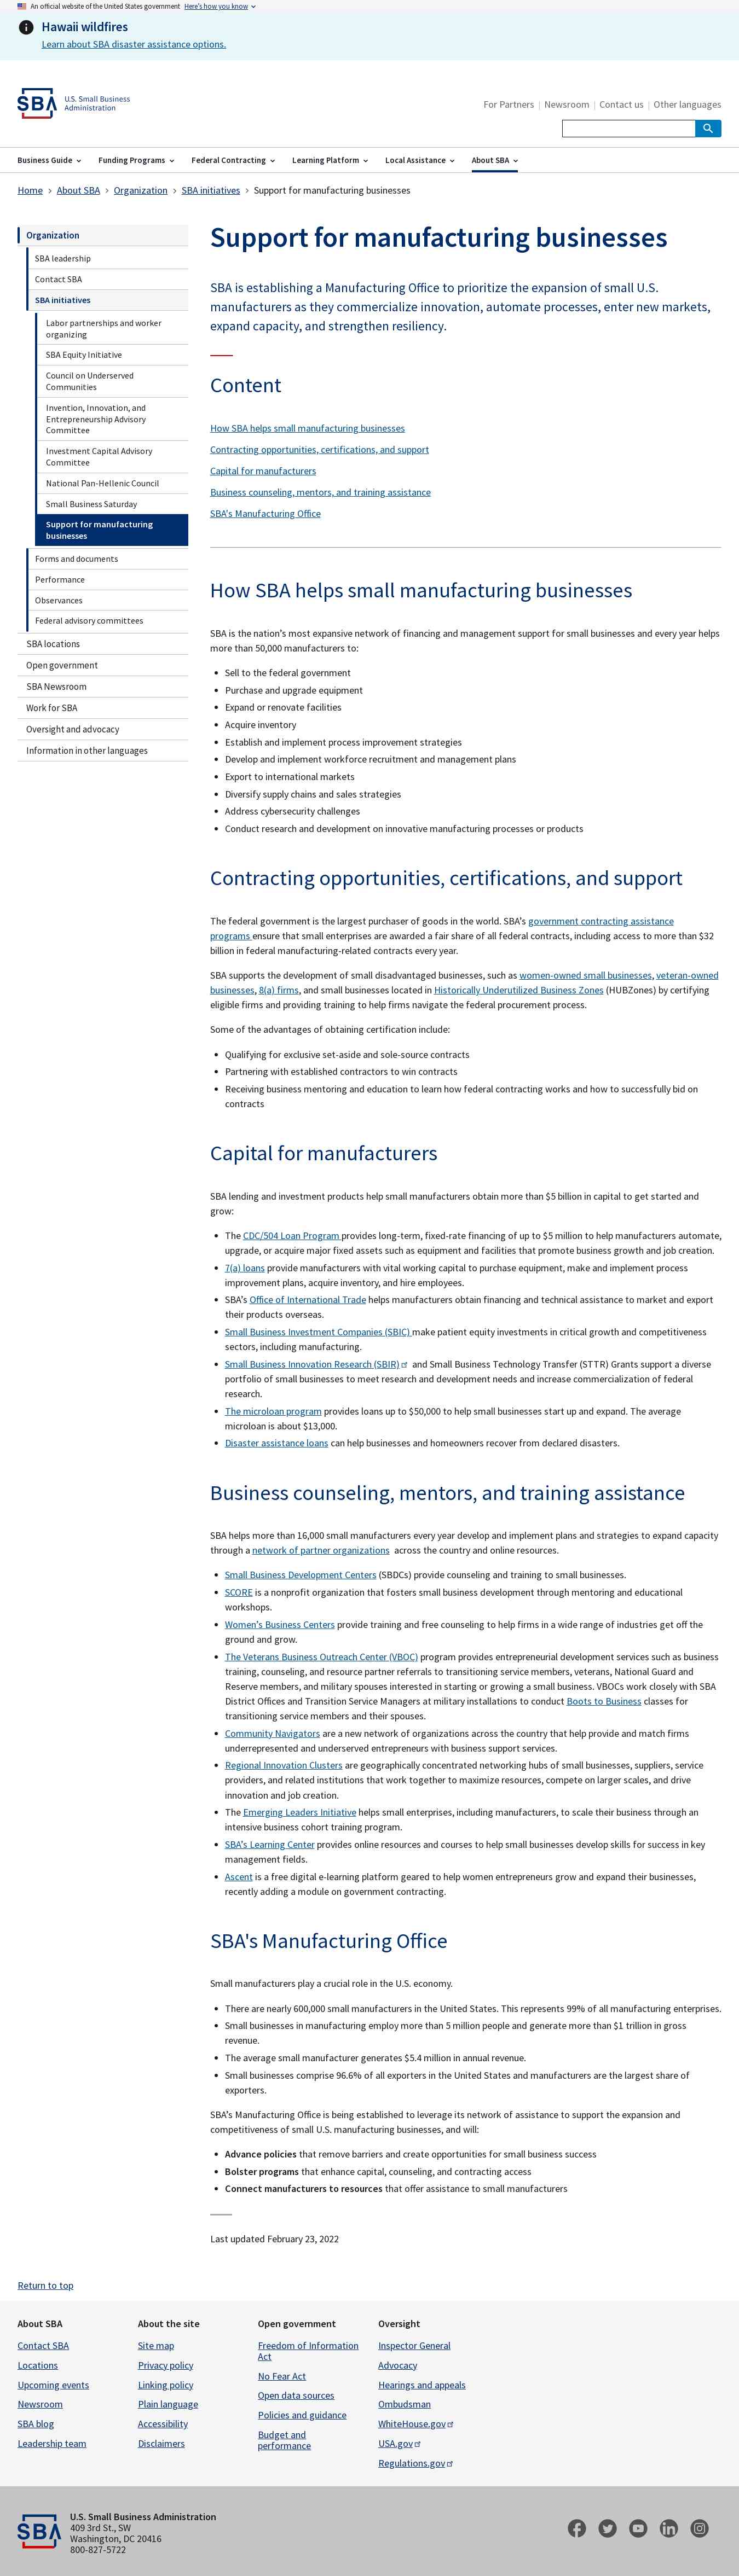 An official website of the United States government Here's how you know
Hawaii wildfires
Learn about SBA disaster assistance options.
SBA
U.S. Small Business
Administration
For Partners | Newsroom | Contact us | Other languages
Business Guide
Funding Programs
Federal Contracting
Learning Platform
Local Assistance
About SBA
Home > About SBA > Organization > SBA initiatives > Support for manufacturing businesses
Organization
SBA leadership
Contact SBA
SBA initiatives
Labor partnerships and worker
organizing
SBA Equity Initiative
Council on Underserved
Communities
Invention, Innovation, and
Entrepreneurship Advisory
Committee
Investment Capital Advisory
Committee
National Pan-Hellenic Council
Small Business Saturday
Support for manufacturing
businesses
Forms and documents
Performance
Observances
Federal advisory committees
SBA locations
Open government
SBA Newsroom
Work for SBA
Oversight and advocacy
Information in other languages
Support for manufacturing businesses
SBA is establishing a Manufacturing Office to prioritize the expansion of small U.S.
manufacturers as they commercialize innovation, automate processes, enter new markets,
expand capacity, and strengthen resiliency.
Content
How SBA helps small manufacturing businesses
Contracting opportunities, certifications, and support
Capital for manufacturers
Business counseling, mentors, and training assistance
SBA's Manufacturing Office
How SBA helps small manufacturing businesses
SBA is the nation's most expansive network of financing and management support for small businesses and every year helps
more than 50,000 manufacturers to:
• Sell to the federal government
• Purchase and upgrade equipment
• Expand or renovate facilities
• Acquire inventory
• Establish and implement process improvement strategies
• Develop and implement workforce recruitment and management plans
• Export to international markets
• Diversify supply chains and sales strategies
• Address cybersecurity challenges
• Conduct research and development on innovative manufacturing processes or products
Contracting opportunities, certifications, and support
The federal government is the largest purchaser of goods in the world. SBA's government contracting assistance
programs ensure that small enterprises are awarded a fair share of all federal contracts, including access to more than $32
billion in federal manufacturing-related contracts every year.
SBA supports the development of small disadvantaged businesses, such as women-owned small businesses, veteran-owned
businesses, 8(a) firms, and small businesses located in Historically Underutilized Business Zones (HUBZones) by certifying
eligible firms and providing training to help firms navigate the federal procurement process.
Some of the advantages of obtaining certification include:
• Qualifying for exclusive set-aside and sole-source contracts
• Partnering with established contractors to win contracts
• Receiving business mentoring and education to learn how federal contracting works and how to successfully bid on
contracts
Capital for manufacturers
SBA lending and investment products help small manufacturers obtain more than $5 billion in capital to get started and
grow:
• The CDC/504 Loan Program provides long-term, fixed-rate financing of up to $5 million to help manufacturers automate,
upgrade, or acquire major fixed assets such as equipment and facilities that promote business growth and job creation.
• 7(a) loans provide manufacturers with vital working capital to purchase equipment, make and implement process
improvement plans, acquire inventory, and hire employees.
• SBA's Office of International Trade helps manufacturers obtain financing and technical assistance to market and export
their products overseas.
• Small Business Investment Companies (SBIC) make patient equity investments in critical growth and competitiveness
sectors, including manufacturing.
• Small Business Innovation Research (SBIR) and Small Business Technology Transfer (STTR) Grants support a diverse
portfolio of small businesses to meet research and development needs and increase commercialization of federal
research.
• The microloan program provides loans up to $50,000 to help small businesses start up and expand. The average
microloan is about $13,000.
• Disaster assistance loans can help businesses and homeowners recover from declared disasters.
Business counseling, mentors, and training assistance
SBA helps more than 16,000 small manufacturers every year develop and implement plans and strategies to expand capacity
through a network of partner organizations across the country and online resources.
• Small Business Development Centers (SBDCs) provide counseling and training to small businesses.
• SCORE is a nonprofit organization that fosters small business development through mentoring and educational
workshops.
• Women's Business Centers provide training and free counseling to help firms in a wide range of industries get off the
ground and grow.
• The Veterans Business Outreach Center (VBOC) program provides entrepreneurial development services such as business
training, counseling, and resource partner referrals to transitioning service members, veterans, National Guard and
Reserve members, and military spouses interested in starting or growing a small business. VBOCs work closely with SBA
District Offices and Transition Service Managers at military installations to conduct Boots to Business classes for
transitioning service members and their spouses.
• Community Navigators are a new network of organizations across the country that help provide and match firms
underrepresented and underserved entrepreneurs with business support services.
• Regional Innovation Clusters are geographically concentrated networking hubs of small businesses, suppliers, service
providers, and related institutions that work together to maximize resources, compete on larger scales, and drive
innovation and job creation.
• The Emerging Leaders Initiative helps small enterprises, including manufacturers, to scale their business through an
intensive business cohort training program.
• SBA's Learning Center provides online resources and courses to help small businesses develop skills for success in key
management fields.
• Ascent is a free digital e-learning platform geared to help women entrepreneurs grow and expand their businesses,
recently adding a module on government contracting.
SBA's Manufacturing Office
Small manufacturers play a crucial role in the U.S. economy.
• There are nearly 600,000 small manufacturers in the United States. This represents 99% of all manufacturing enterprises.
• Small businesses in manufacturing employ more than 5 million people and generate more than $1 trillion in gross
revenue.
• The average small manufacturer generates $5.4 million in annual revenue.
• Small businesses comprise 96.6% of all exporters in the United States and manufacturers are the largest share of
exporters.
SBA's Manufacturing Office is being established to leverage its network of assistance to support the expansion and
competitiveness of small U.S. manufacturing businesses, and will:
• Advance policies that remove barriers and create opportunities for small business success
• Bolster programs that enhance capital, counseling, and contracting access
• Connect manufacturers to resources that offer assistance to small manufacturers
Last updated February 23, 2022
Return to top
About SBA
Contact SBA
Locations
Upcoming events
Newsroom
SBA blog
Leadership team
About the site
Site map
Privacy policy
Linking policy
Plain language
Accessibility
Disclaimers
Open government
Freedom of Information
Act
No Fear Act
Open data sources
Policies and guidance
Budget and
performance
Oversight
Inspector General
Advocacy
Hearings and appeals
Ombudsman
WhiteHouse.gov
USA.gov
Regulations.gov
SBA
U.S. Small Business Administration
409 3rd St., SW
Washington, DC 20416
800-827-5722